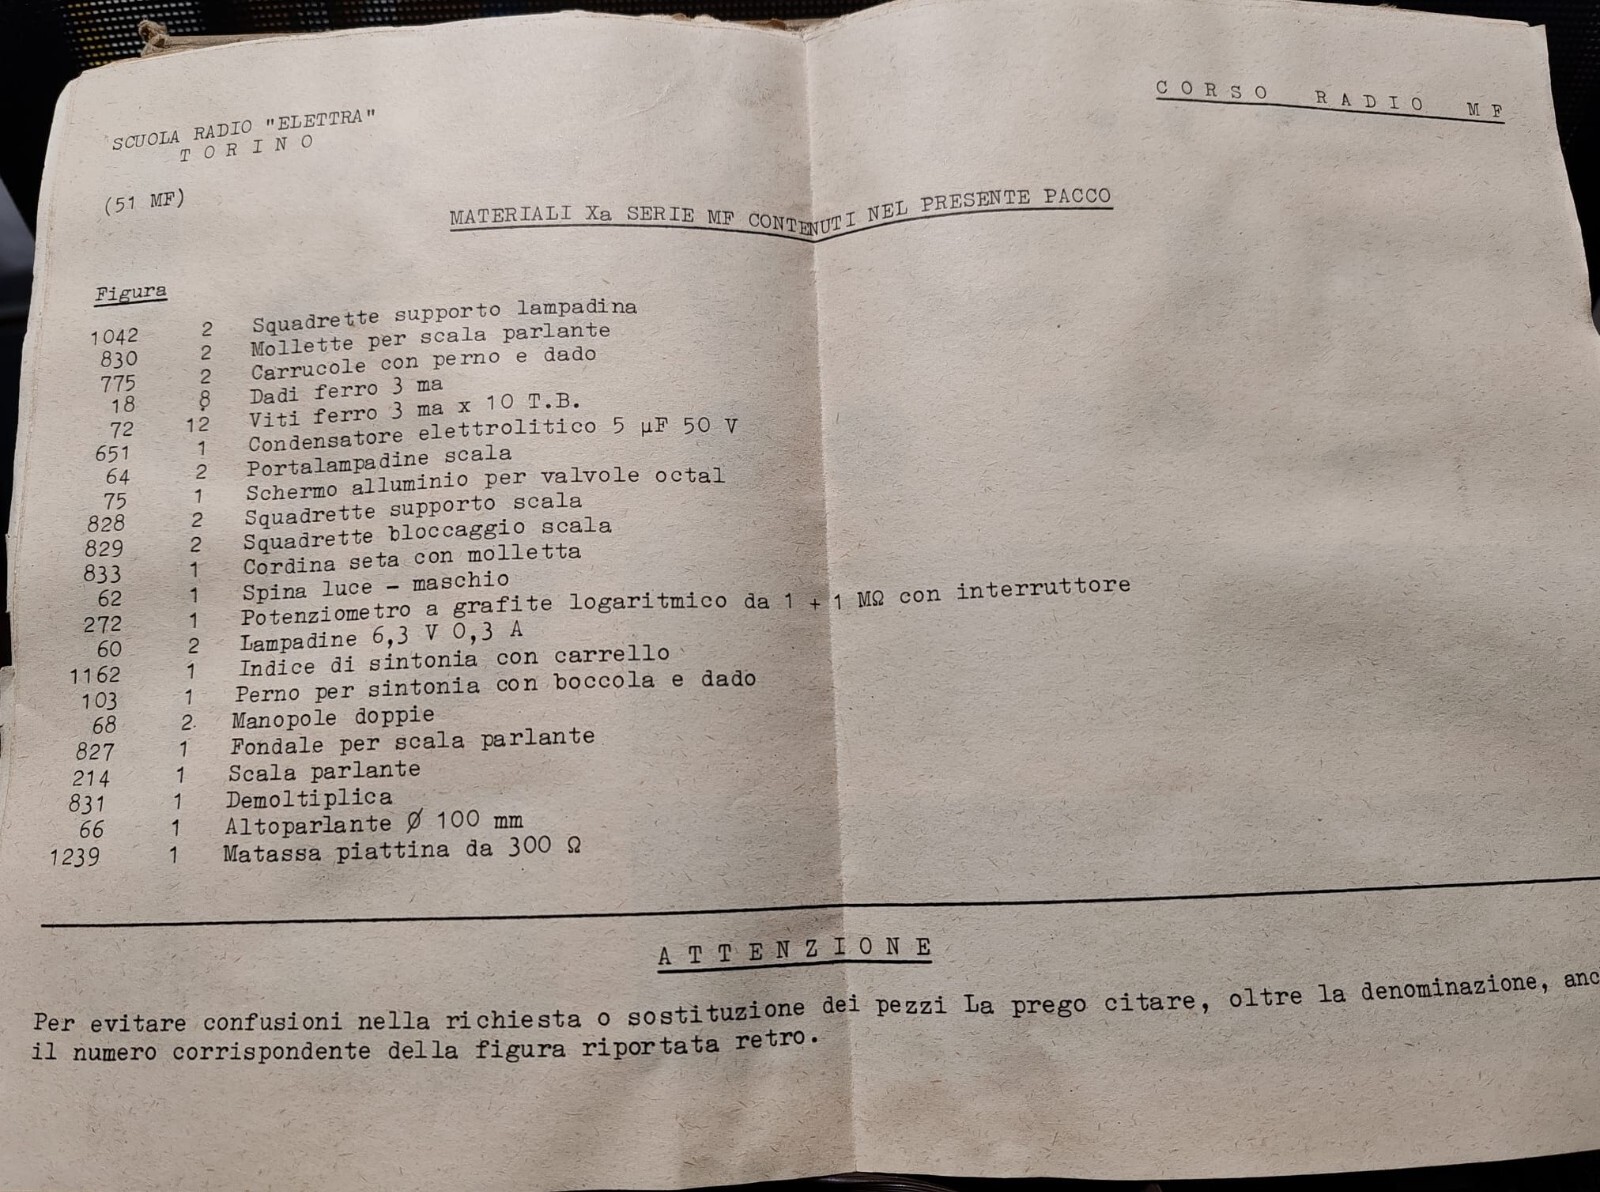 SCUOLA RADIO "ELETTRA"
TORINO
CORSO RADIO MF
(51 MF)
MATERIALI Xa SERIE MF CONTENUTI NEL PRESENTE PACCO
Figura
1042 2 Squadrette supporto lampadina
830 2 Mollette per scala parlante
775 2 Carrucole con perno e dado
18 8 Dadi ferro 3 ma
72 12 Viti ferro 3 ma x 10 T.B.
651 1 Condensatore elettrolitico 5 µF 50 V
64 2 Portalampadine scala
75 1 Schermo alluminio per valvole octal
828 2 Squadrette supporto scala
829 2 Squadrette bloccaggio scala
833 1 Cordina seta con molletta
62 1 Spina luce - maschio
272 1 Potenziometro a grafite logaritmico da 1 + 1 MΩ con interruttore
60 2 Lampadine 6,3 V 0,3 A
1162 1 Indice di sintonia con carrello
103 1 Perno per sintonia con boccola e dado
68 2 Manopole doppie
827 1 Fondale per scala parlante
214 1 Scala parlante
831 1 Demoltiplica
66 1 Altoparlante Ø 100 mm
1239 1 Matassa piattina da 300 Ω
ATTENZIONE
Per evitare confusioni nella richiesta o sostituzione dei pezzi La prego citare, oltre la denominazione, anc
il numero corrispondente della figura riportata retro.